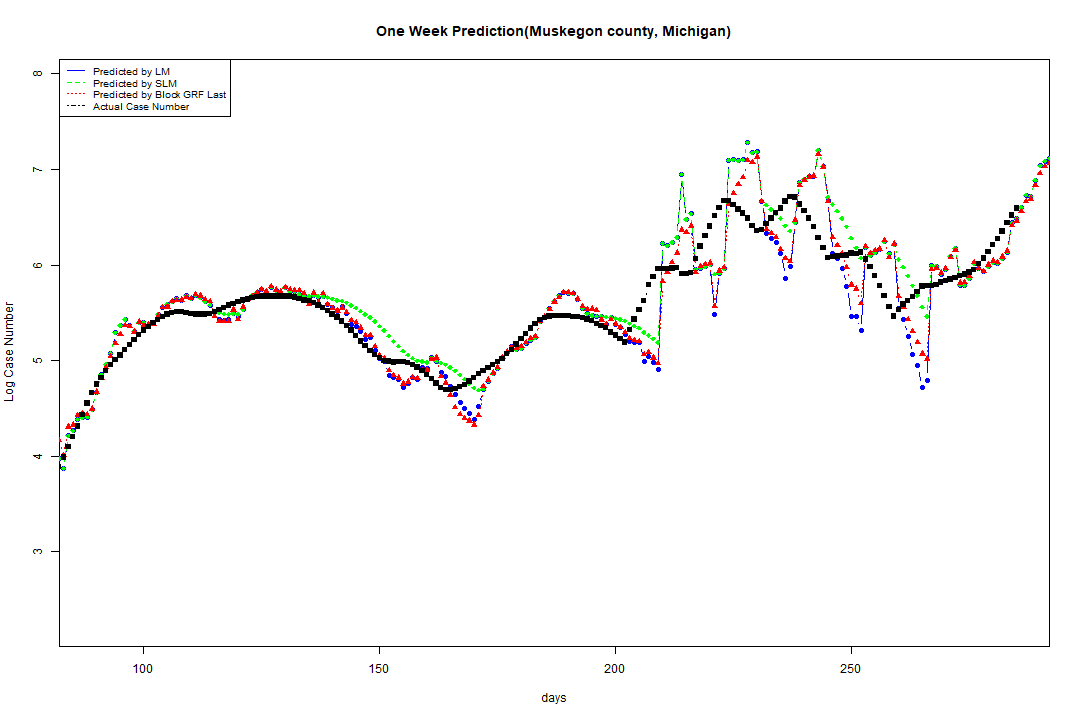 One Week Prediction(Muskegon county, Michigan)
Predicted by LM
Predicted by SLM
Predicted by Block GRF Last
Actual Case Number
Log Case Number
8
7
6
5
4
3
100 150 200 250
days